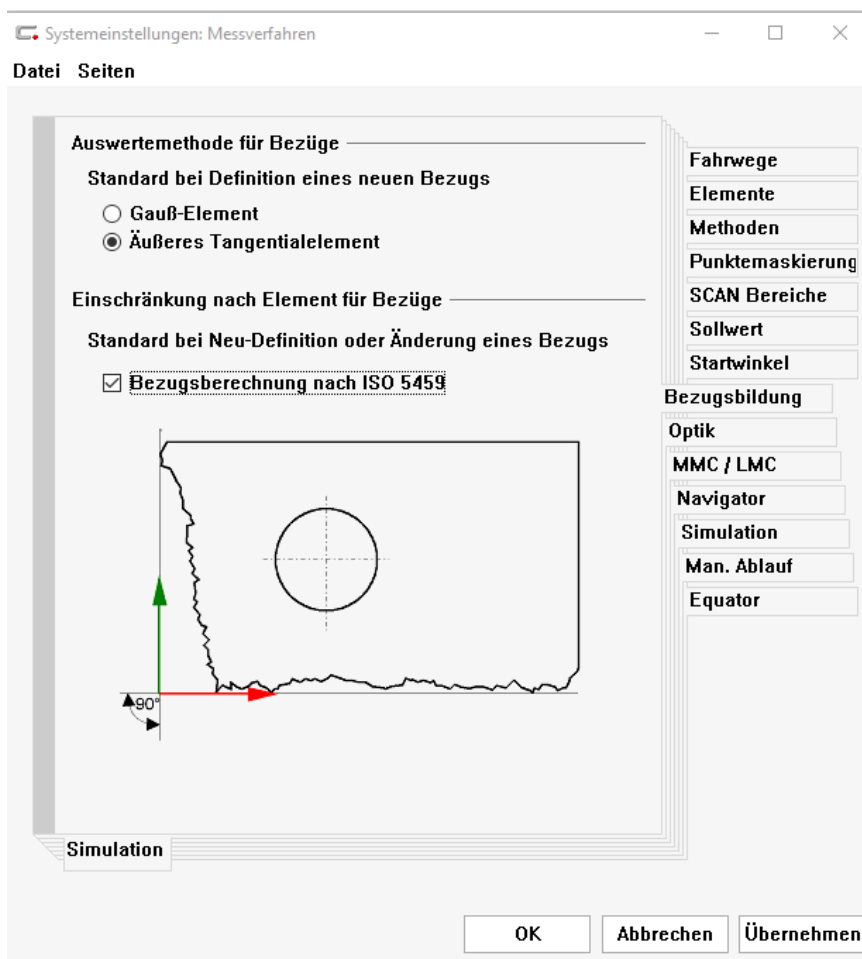 Systemeinstellungen: Messverfahren
Datei Seiten
Auswertemethode für Bezüge
Standard bei Definition eines neuen Bezugs
Gauß-Element
Äußeres Tangentialelement
Einschränkung nach Element für Bezüge
Standard bei Neu-Definition oder Änderung eines Bezugs
Bezugsberechnung nach ISO 5459
90°
Simulation
Fahrwege
Elemente
Methoden
Punktemaskierung
SCAN Bereiche
Sollwert
Startwinkel
Bezugsbildung
Optik
MMC / LMC
Navigator
Simulation
Man. Ablauf
Equator
OK Abbrechen Übernehmen